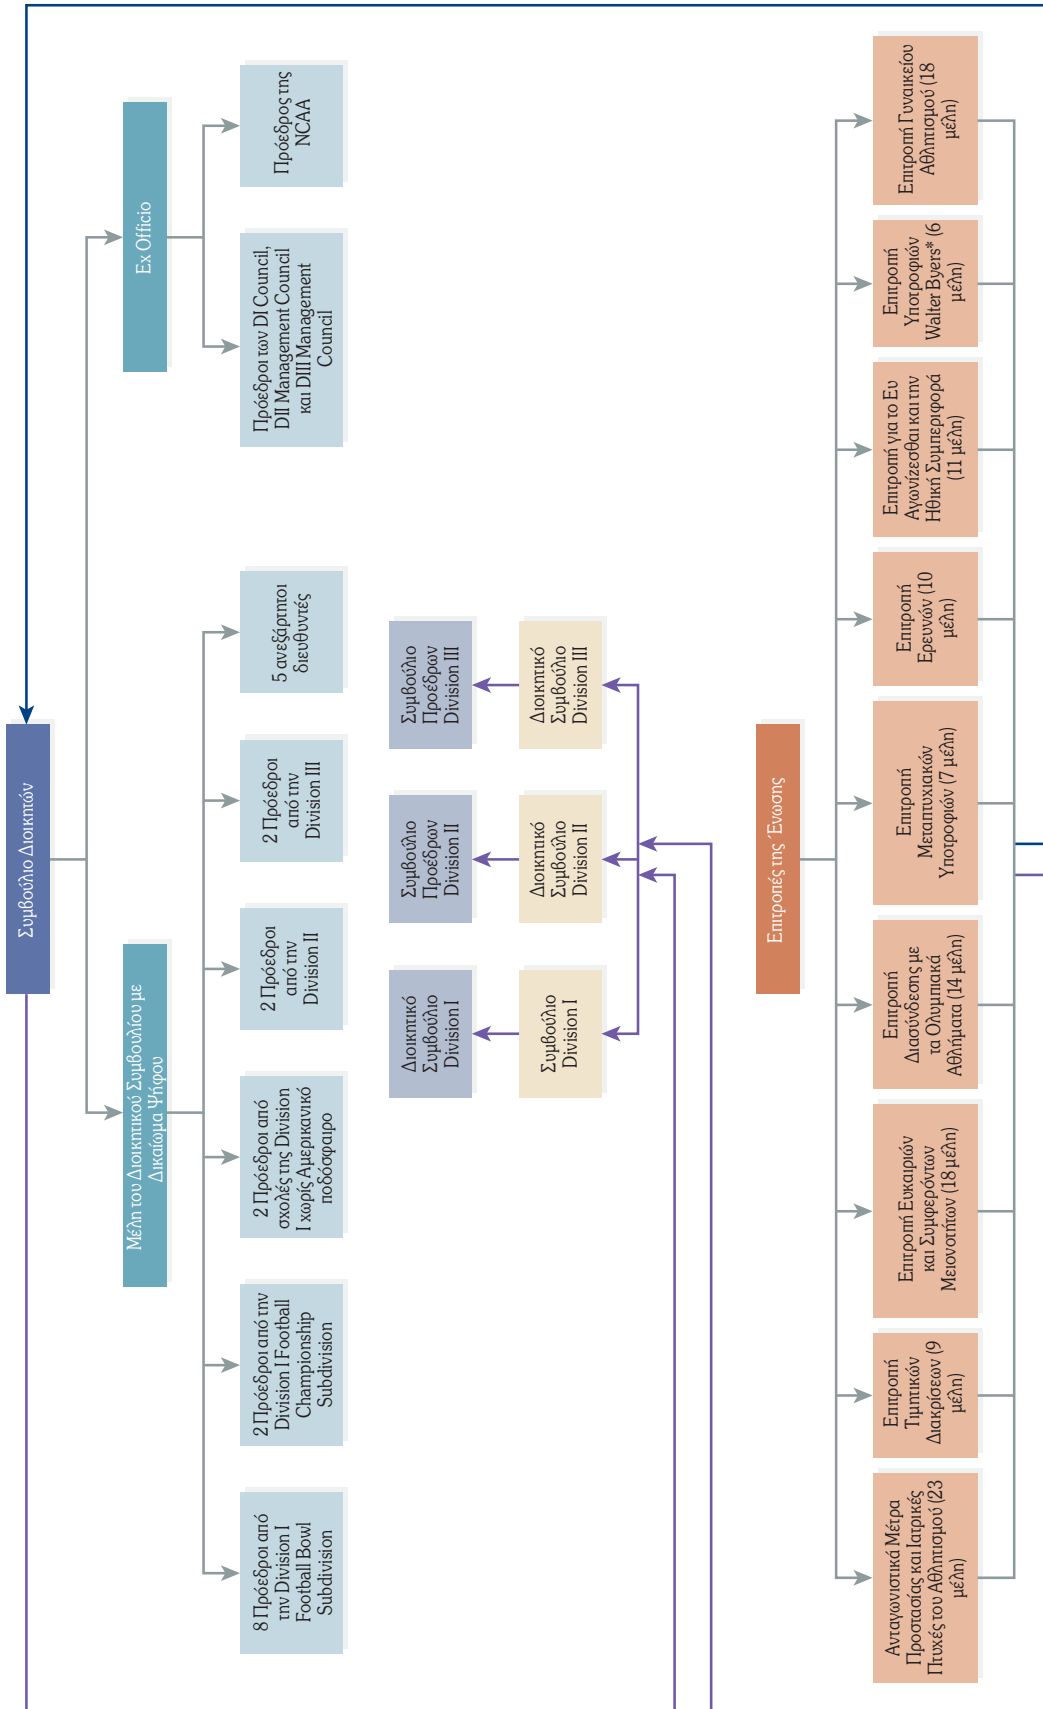 Συμβούλιο Διοικητών
Μέλη του Διοικητικού Συμβουλίου με
Δικαίωμα Ψήφου
Ex Officio
8 Πρόεδροι από
την Division I
Football Bowl
Subdivision
2 Πρόεδροι από την
Division I Football
Championship
Subdivision
2 Πρόεδροι από
σχολές της Division
I χωρίς Αμερικανικό
ποδόσφαιρο
2 Πρόεδροι
από την
Division II
2 Πρόεδροι
από την
Division III
5 ανεξάρτητοι
διευθυντές
Πρόεδροι των DI Council,
DII Management Council
και DIII Management
Council
Πρόεδρος της
NCAA
Διοικητικό
Συμβούλιο
Division I
Συμβούλιο
Προέδρων
Division II
Συμβούλιο
Προέδρων
Division III
Συμβούλιο
Division I
Διοικητικό
Συμβούλιο
Division II
Διοικητικό
Συμβούλιο
Division III
Επιτροπές της Ένωσης
Ανταγωνιστικά Μέτρα
Προστασίας και Ιατρικές
Πτυχές του Αθλητισμού (23
μέλη)
Επιτροπή
Τιμητικών
Διακρίσεων (9
μέλη)
Επιτροπή Ευκαιριών
και Συμφερόντων
Μειονοτήτων (18 μέλη)
Επιτροπή
Διασύνδεσης με
τα Ολυμπιακά
Αθλήματα (14 μέλη)
Επιτροπή
Μεταπτυχιακών
Υποτροφιών (7 μέλη)
Επιτροπή
Ερευνών (10
μέλη)
Επιτροπή για το Ευ
Αγωνίζεσθαι και την
Ηθική Συμπεριφορά
(11 μέλη)
Επιτροπή
Υποτροφιών
Walter Byers* (6
μέλη)
Επιτροπή Γυναικείου
Αθλητισμού (18
μέλη)